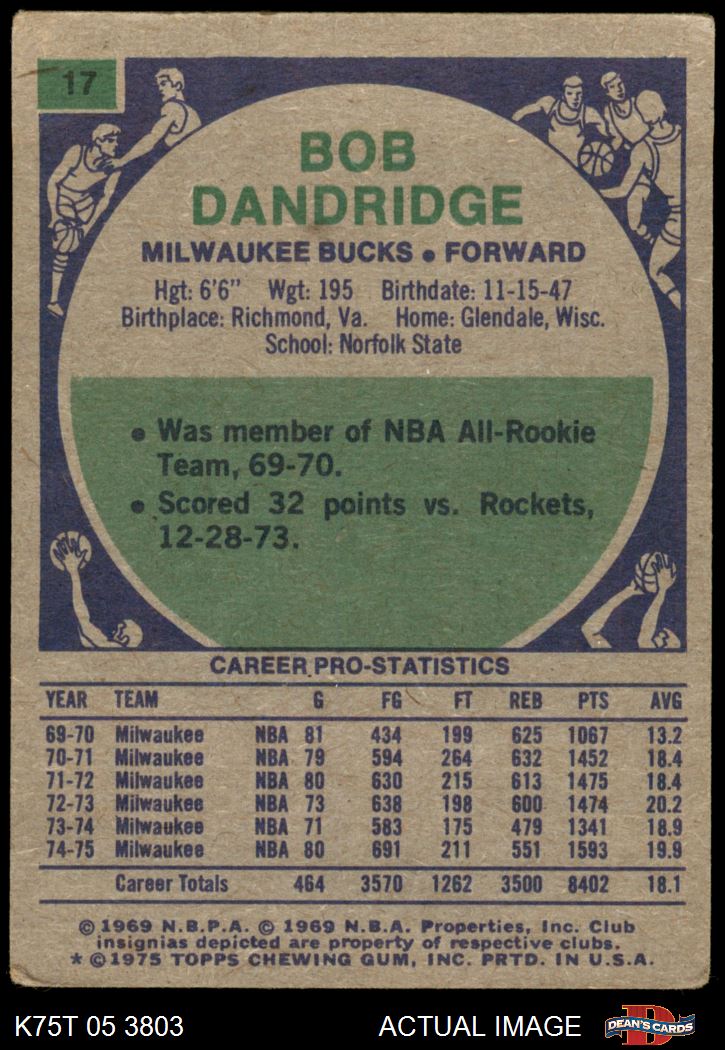 17
BOB
DANDRIDGE
MILWAUKEE BUCKS • FORWARD
Hgt: 6'6" Wgt: 195 Birthdate: 11-15-47
Birthplace: Richmond, Va. Home: Glendale, Wisc.
School: Norfolk State
• Was member of NBA All-Rookie
Team, 69-70.
• Scored 32 points vs. Rockets,
12-28-73.
CAREER PRO-STATISTICS
YEAR TEAM G FG FT REB PTS AVG
69-70 Milwaukee NBA 81 434 199 625 1067 13.2
70-71 Milwaukee NBA 79 594 264 632 1452 18.4
71-72 Milwaukee NBA 80 630 215 613 1475 18.4
72-73 Milwaukee NBA 73 638 198 600 1474 20.2
73-74 Milwaukee NBA 71 583 175 479 1341 18.9
74-75 Milwaukee NBA 80 691 211 551 1593 19.9
Career Totals 464 3570 1262 3500 8402 18.1
© 1969 N.B.P.A. © 1969 N.B.A. Properties, Inc. Club
insignias depicted are property of respective clubs.
* © 1975 TOPPS CHEWING GUM, INC. PRTD. IN U.S.A.
K75T 05 3803 ACTUAL IMAGE
D
DEAN'S CARDS